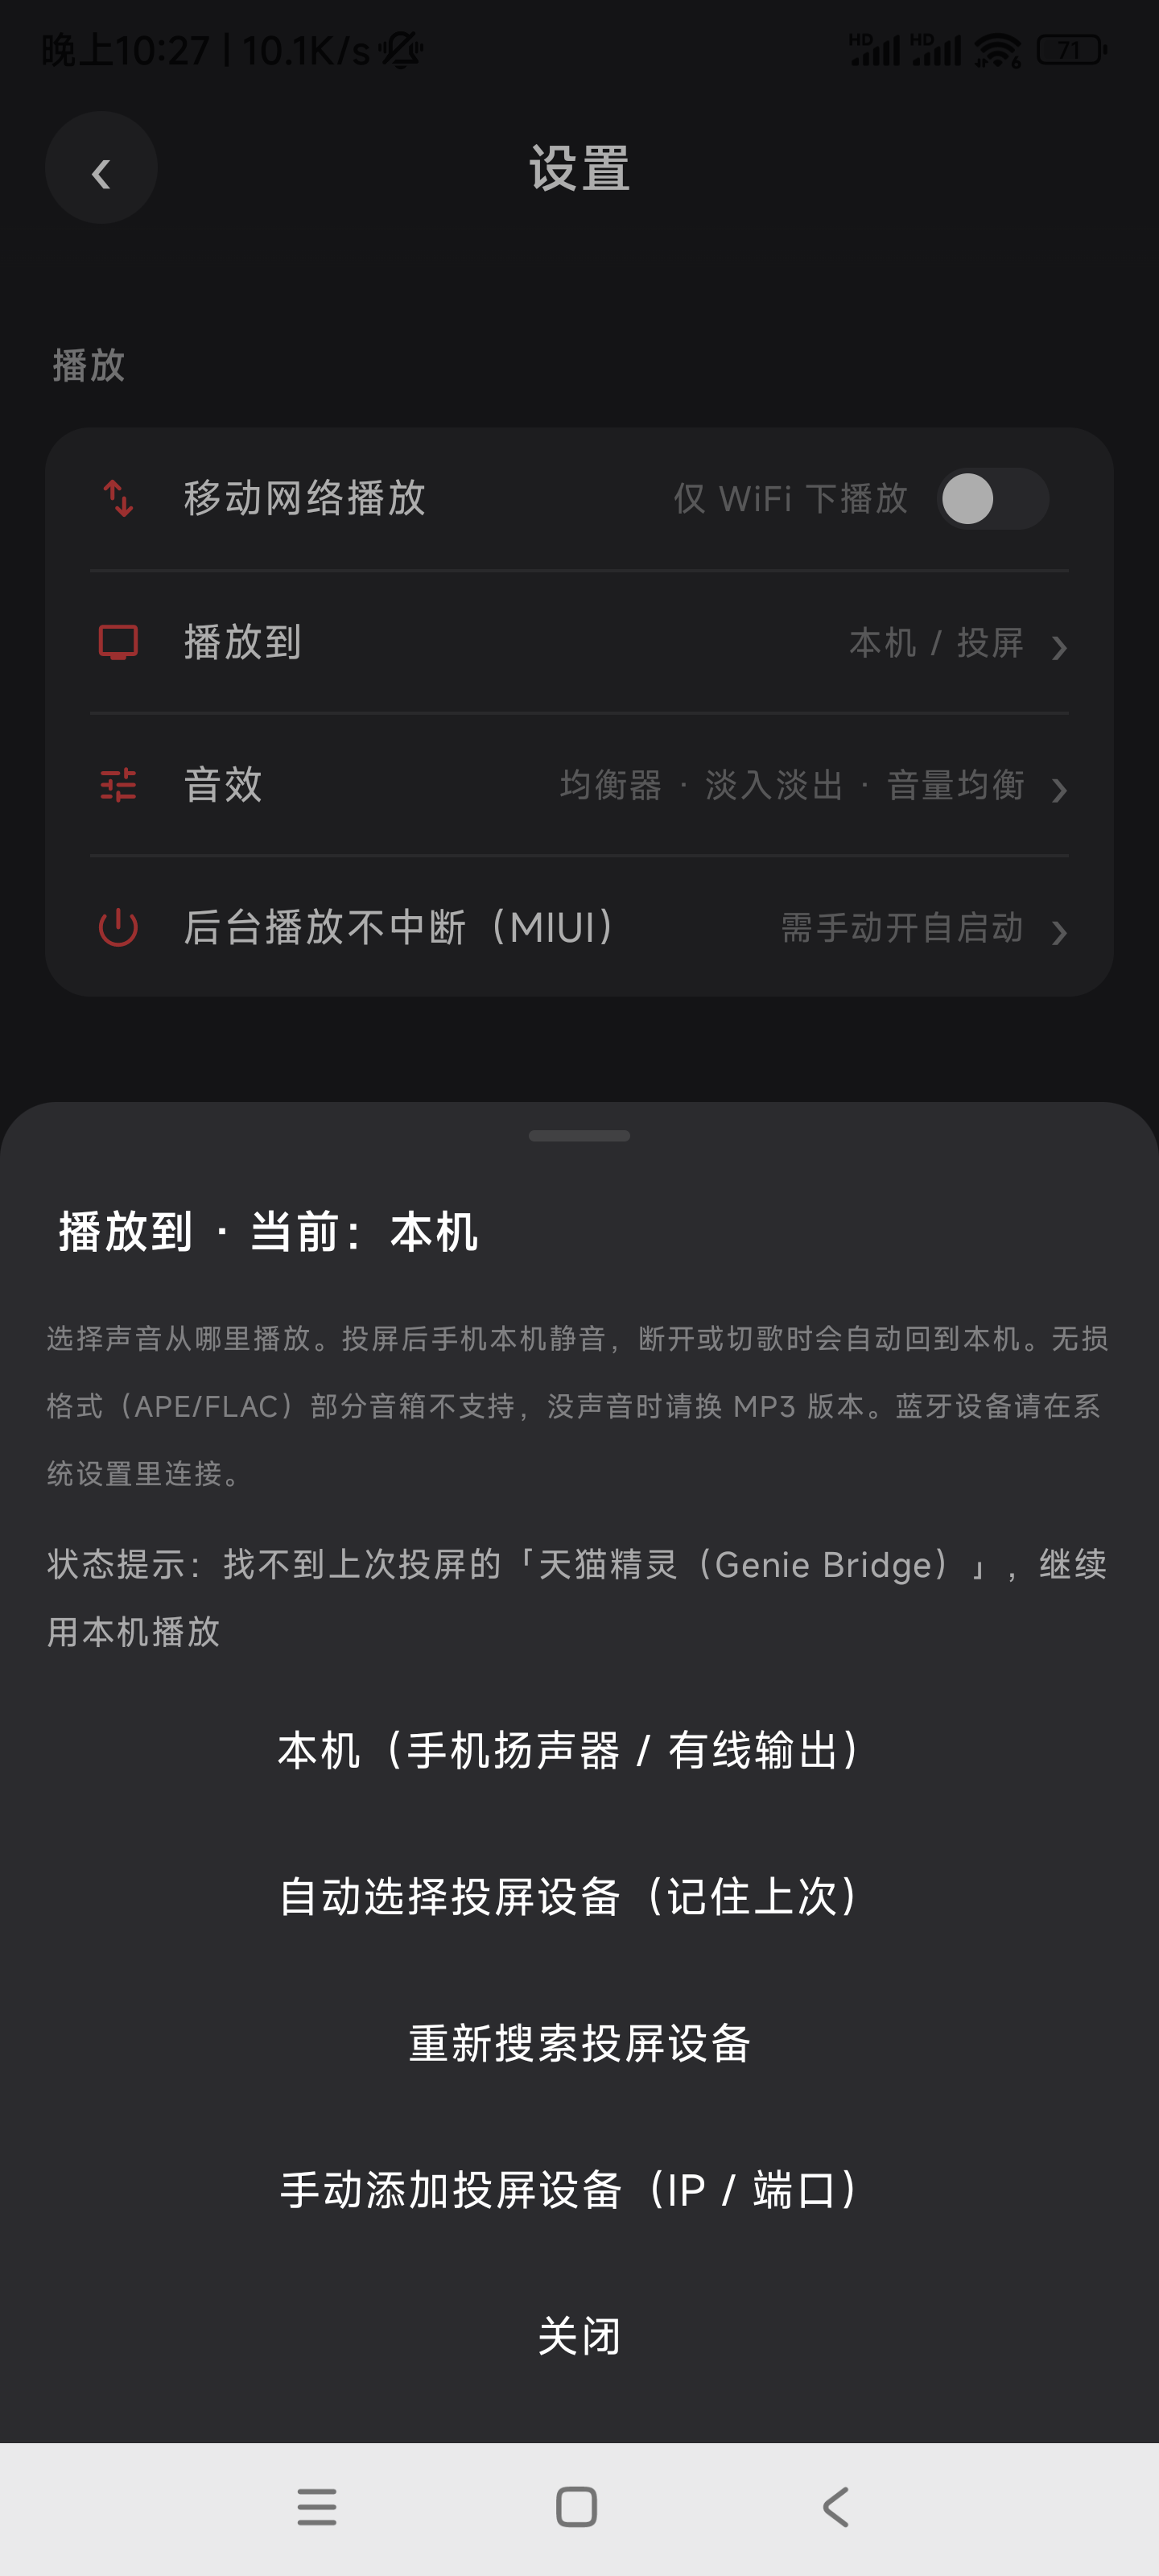 晚上10:27 | 10.1K/s
HD HD 6 71
设置
播放
移动网络播放 仅 WiFi 下播放
播放到 本机 / 投屏
音效 均衡器 · 淡入淡出 · 音量均衡
后台播放不中断（MIUI） 需手动开自启动
播放到 · 当前：本机
选择声音从哪里播放。投屏后手机本机静音，断开或切歌时会自动回到本机。无损
格式（APE/FLAC）部分音箱不支持，没声音时请换 MP3 版本。蓝牙设备请在系
统设置里连接。
状态提示：找不到上次投屏的「天猫精灵（Genie Bridge）」，继续
用本机播放
本机（手机扬声器 / 有线输出）
自动选择投屏设备（记住上次）
重新搜索投屏设备
手动添加投屏设备（IP / 端口）
关闭